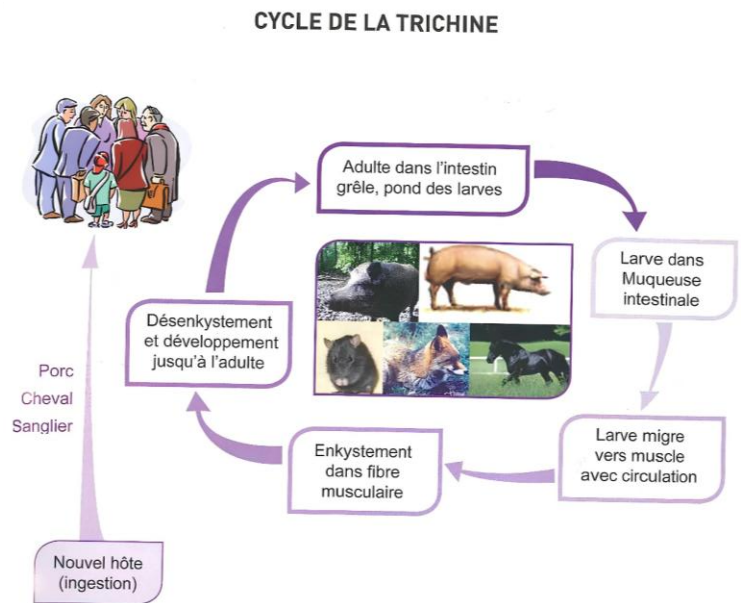 CYCLE DE LA TRICHINE
Adulte dans l'intestin
grêle, pond des larves
Larve dans
Muqueuse
intestinale
Larve migre
vers muscle
avec circulation
Enkystement
dans fibre
musculaire
Désenkystement
et développement
jusqu'à l'adulte
Porc
Cheval
Sanglier
Nouvel hôte
(ingestion)